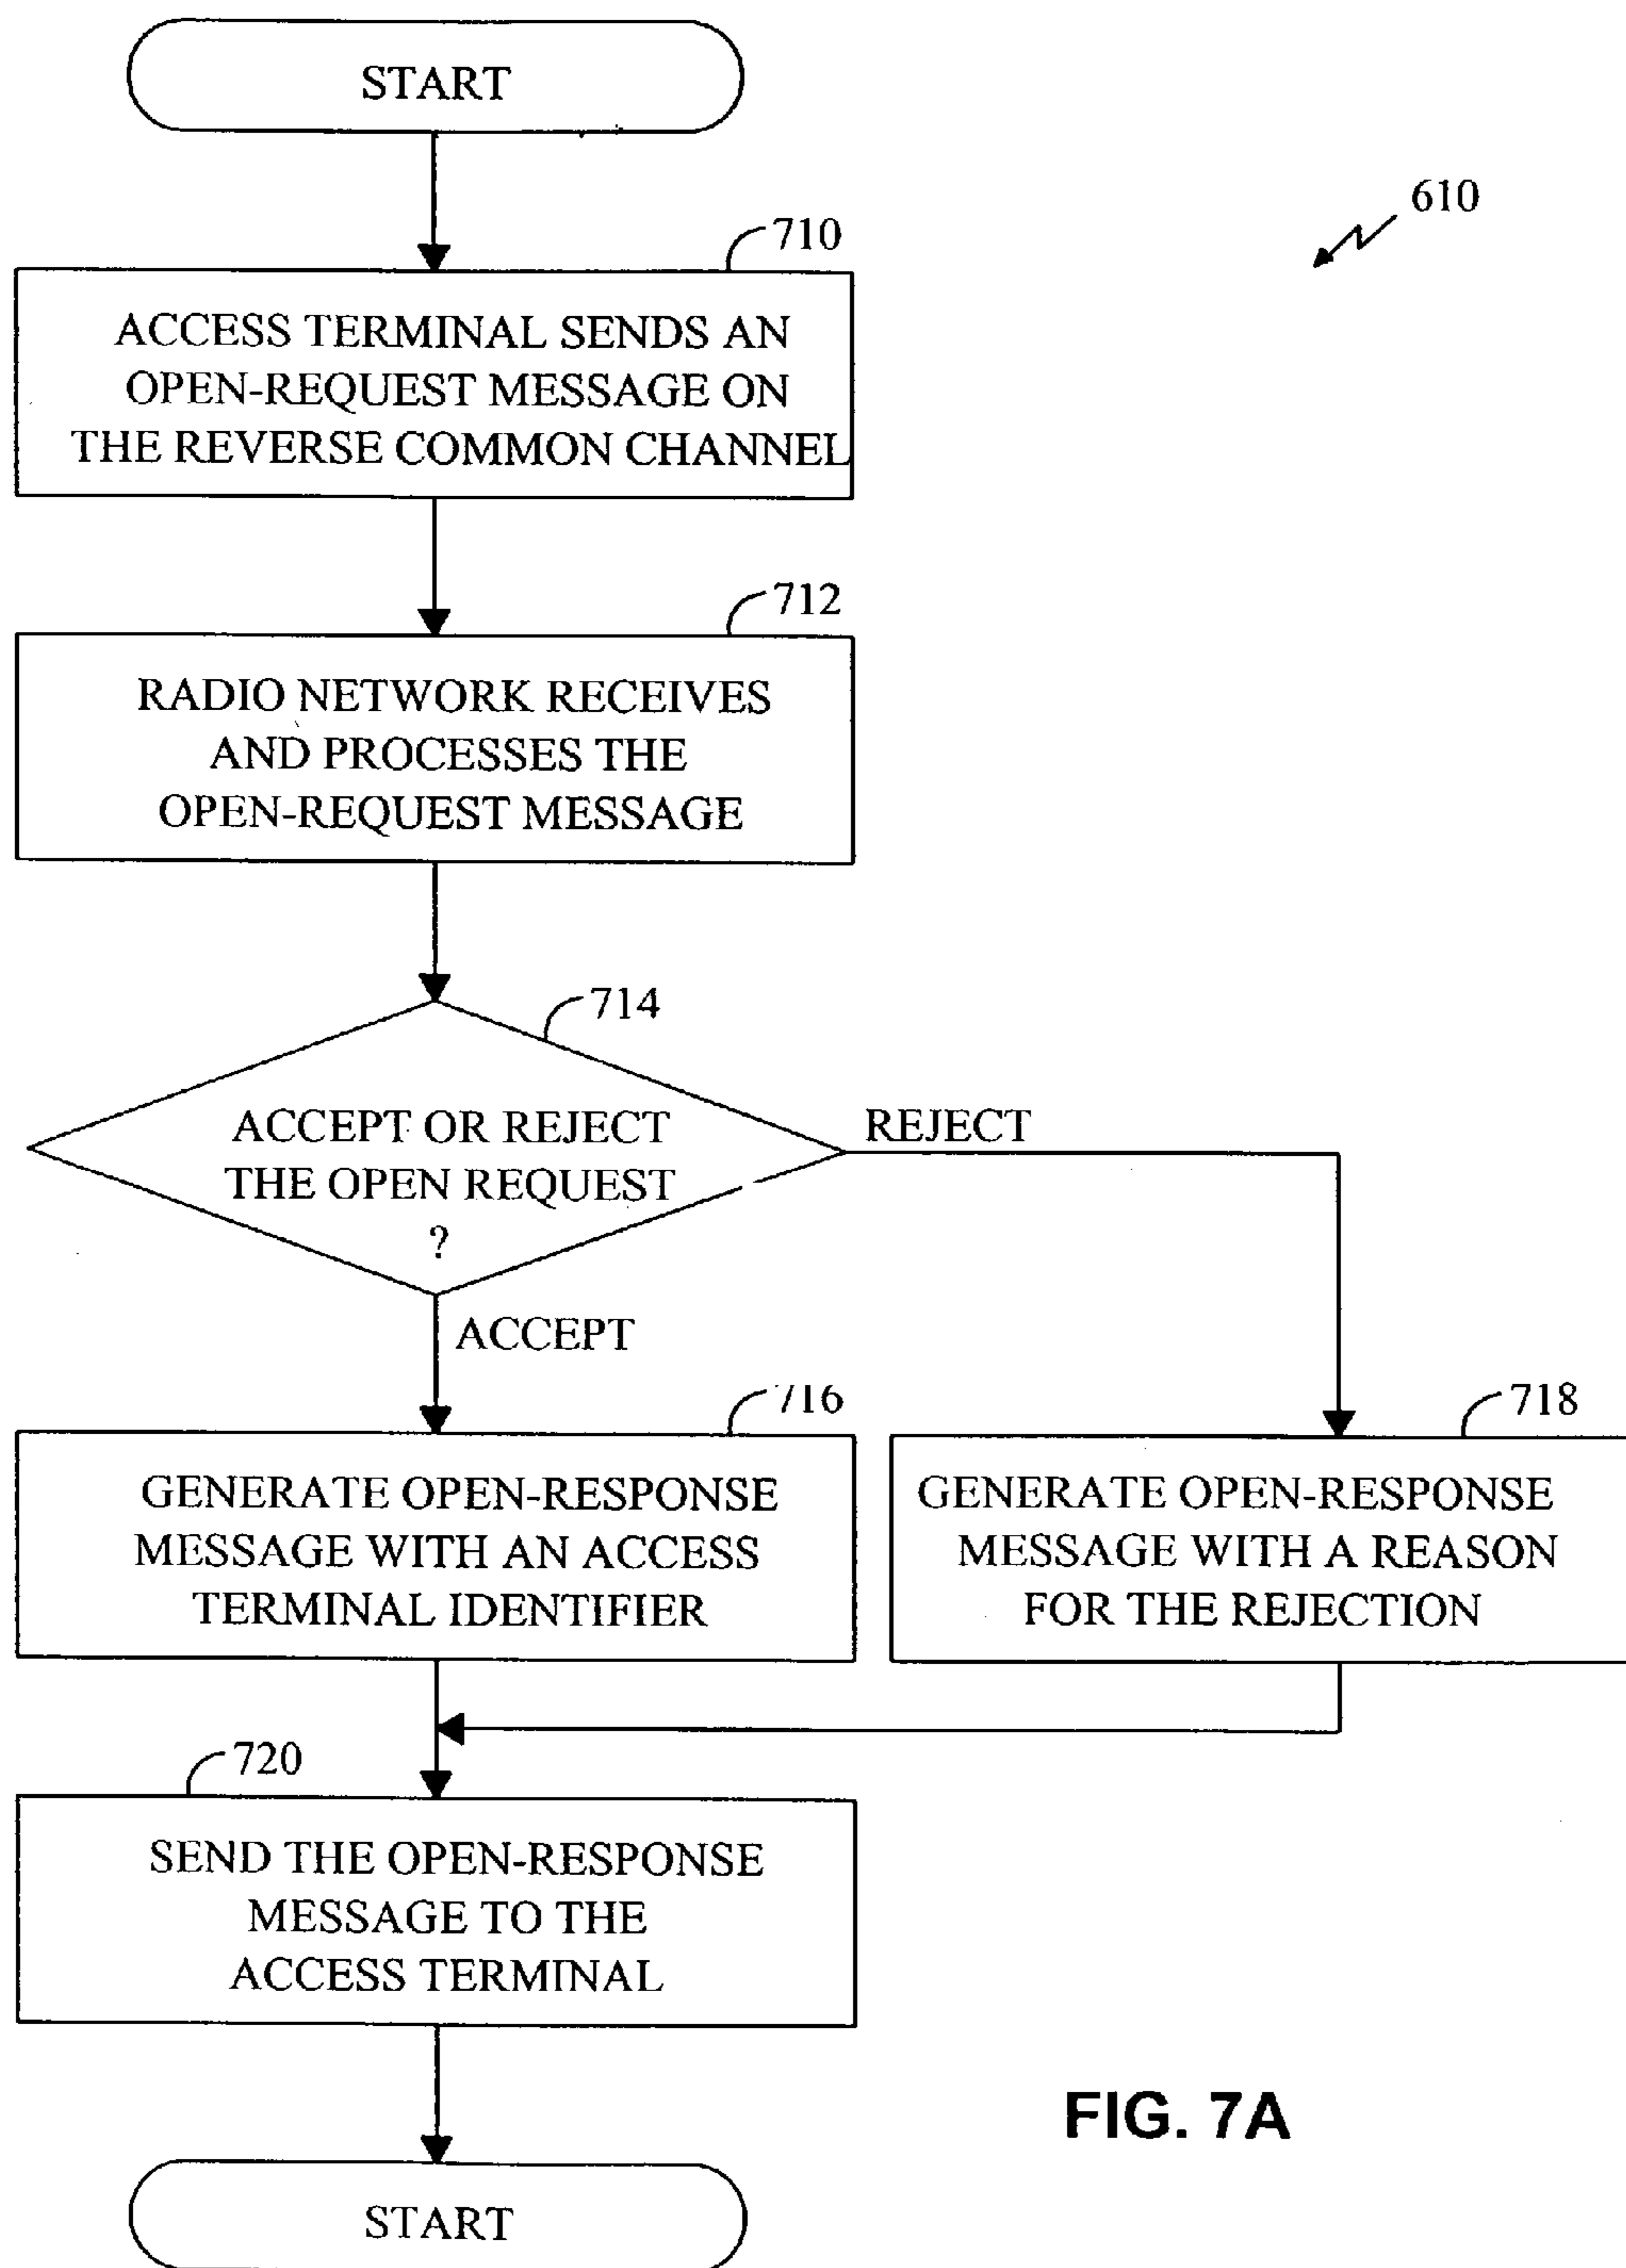 START
610
710
ACCESS TERMINAL SENDS AN
OPEN-REQUEST MESSAGE ON
THE REVERSE COMMON CHANNEL
712
RADIO NETWORK RECEIVES
AND PROCESSES THE
OPEN-REQUEST MESSAGE
714
ACCEPT OR REJECT
THE OPEN REQUEST
?
REJECT
ACCEPT
716
GENERATE OPEN-RESPONSE
MESSAGE WITH AN ACCESS
TERMINAL IDENTIFIER
718
GENERATE OPEN-RESPONSE
MESSAGE WITH A REASON
FOR THE REJECTION
720
SEND THE OPEN-RESPONSE
MESSAGE TO THE
ACCESS TERMINAL
START
FIG. 7A